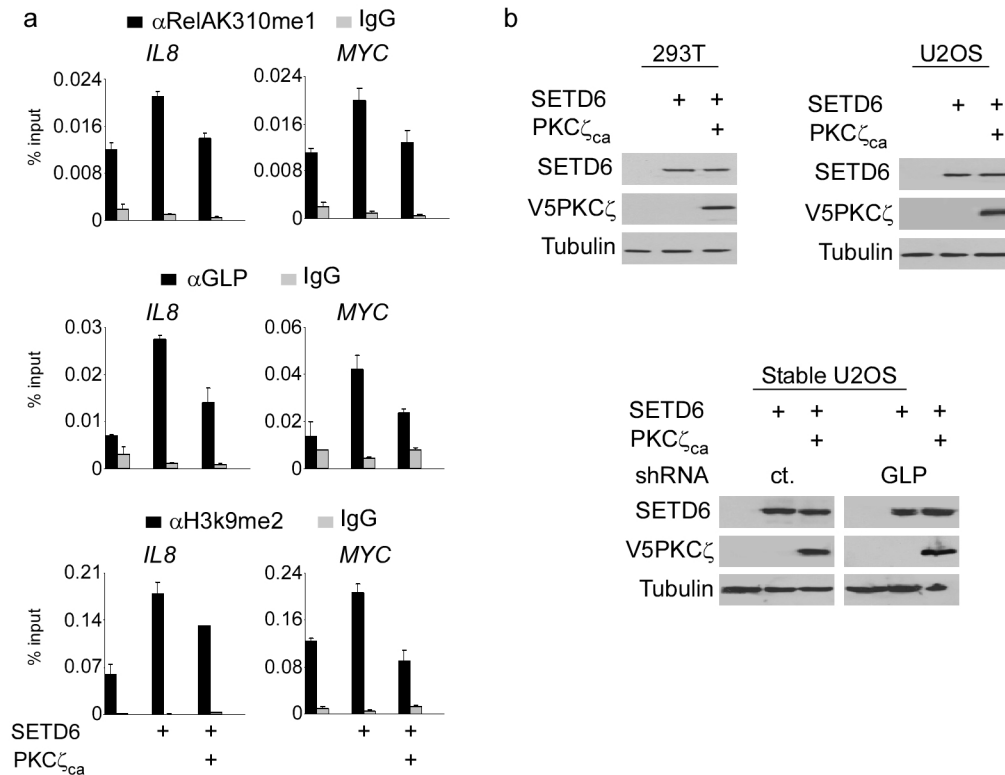 a
■ αRelAK310me1 ■ IgG
IL8 MYC
% input
0.024 0.024
0.016 0.016
0.008 0.008
0 0
■ αGLP ■ IgG
IL8 MYC
% input
0.03 0.06
0.02 0.04
0.01 0.02
0 0
■ αH3k9me2 ■ IgG
IL8 MYC
% input
0.21 0.24
0.14 0.16
0.07 0.08
0 0
SETD6 + + + +
PKCζca + +
b
293T
SETD6 + +
PKCζca +
SETD6
V5PKCζ
Tubulin
U2OS
SETD6 + +
PKCζca +
SETD6
V5PKCζ
Tubulin
Stable U2OS
SETD6 + + + +
PKCζca + +
shRNA ct. GLP
SETD6
V5PKCζ
Tubulin